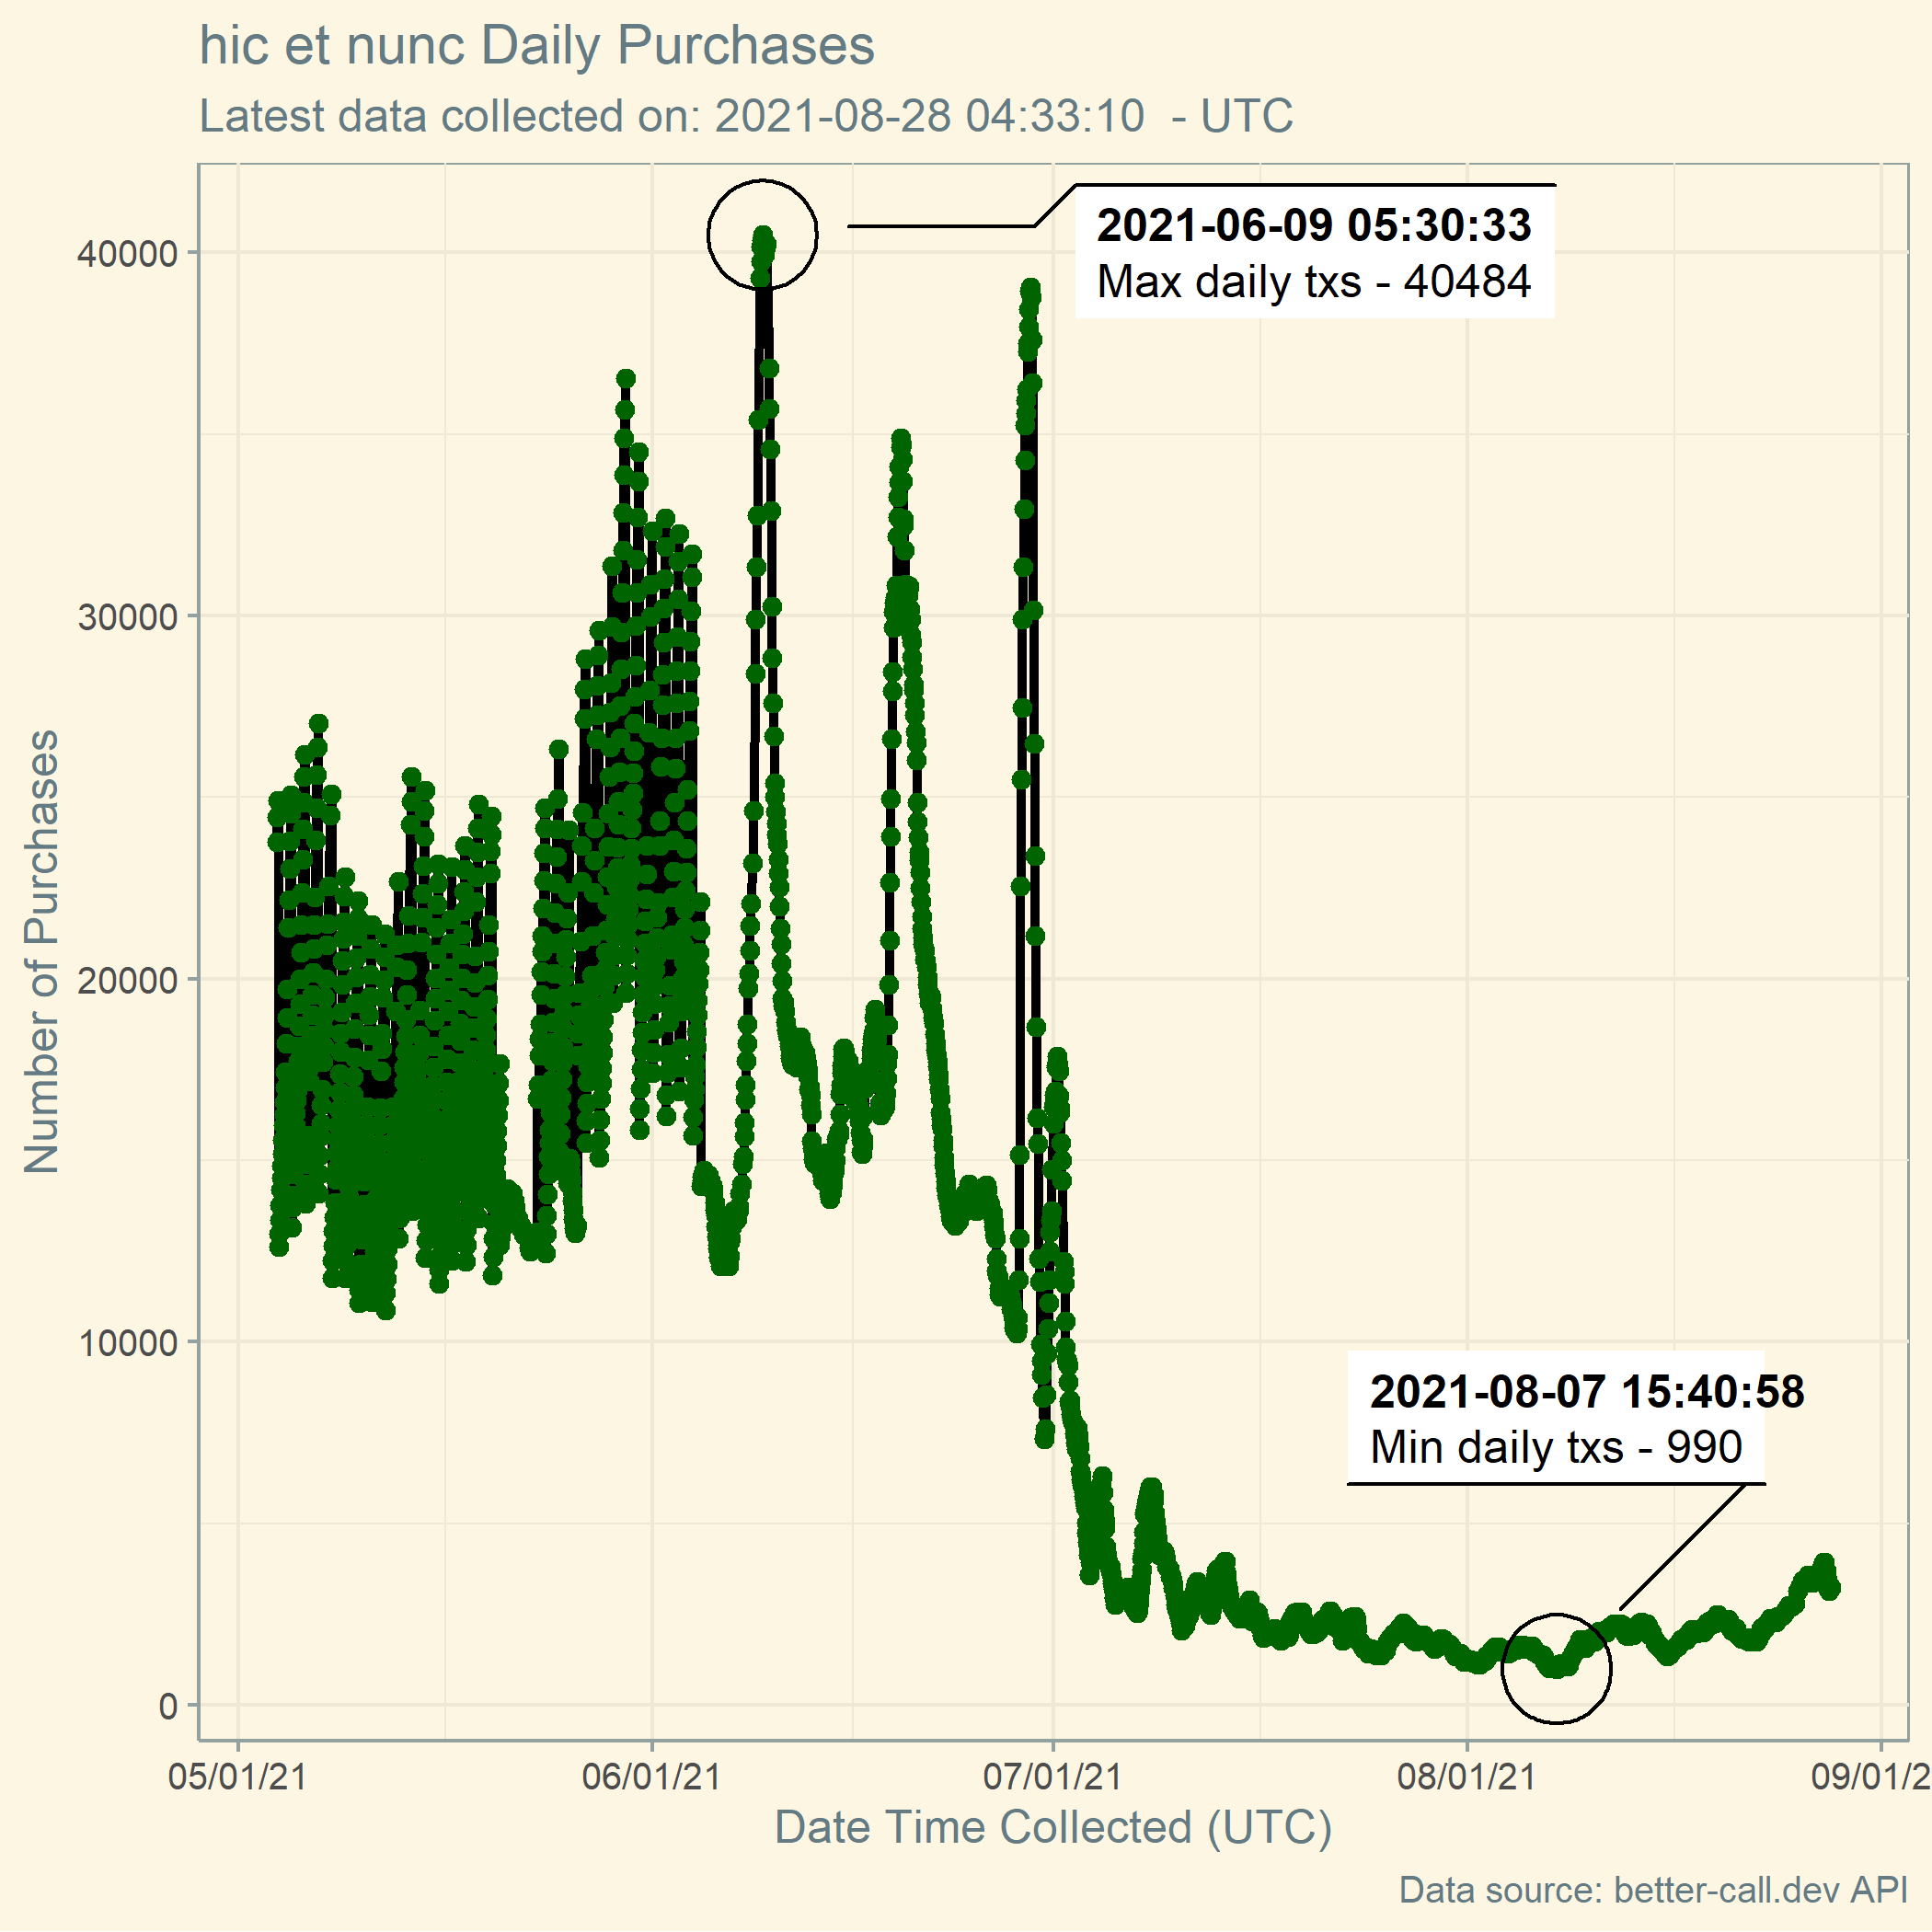 hic et nunc Daily Purchases
Latest data collected on: 2021-08-28 04:33:10  - UTC
2021-06-09 05:30:33
Max daily txs - 40484
40000
30000
20000
10000
0
Number of Purchases
2021-08-07 15:40:58
Min daily txs - 990
05/01/21 06/01/21 07/01/21 08/01/21 09/01/2
Date Time Collected (UTC)
Data source: better-call.dev API